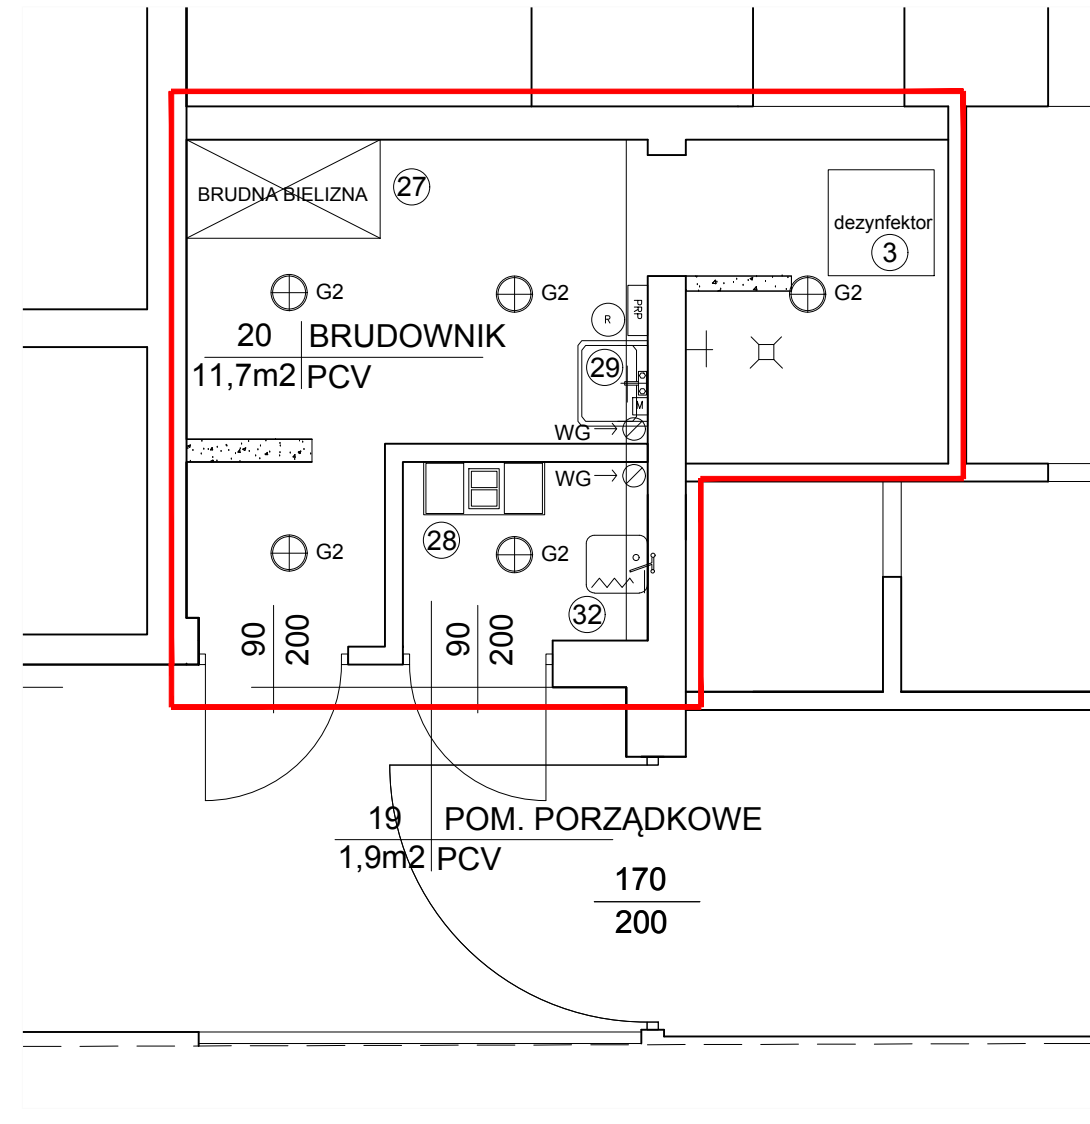 BRUDNA BIELIZNA
27
dezynfektor
3
G2
G2
G2
PRP
R
20 BRUDOWNIK
11,7m2 PCV
29
M
WG
WG
28
G2
G2
32
90
200
90
200
19 POM. PORZĄDKOWE
1,9m2 PCV
170
200